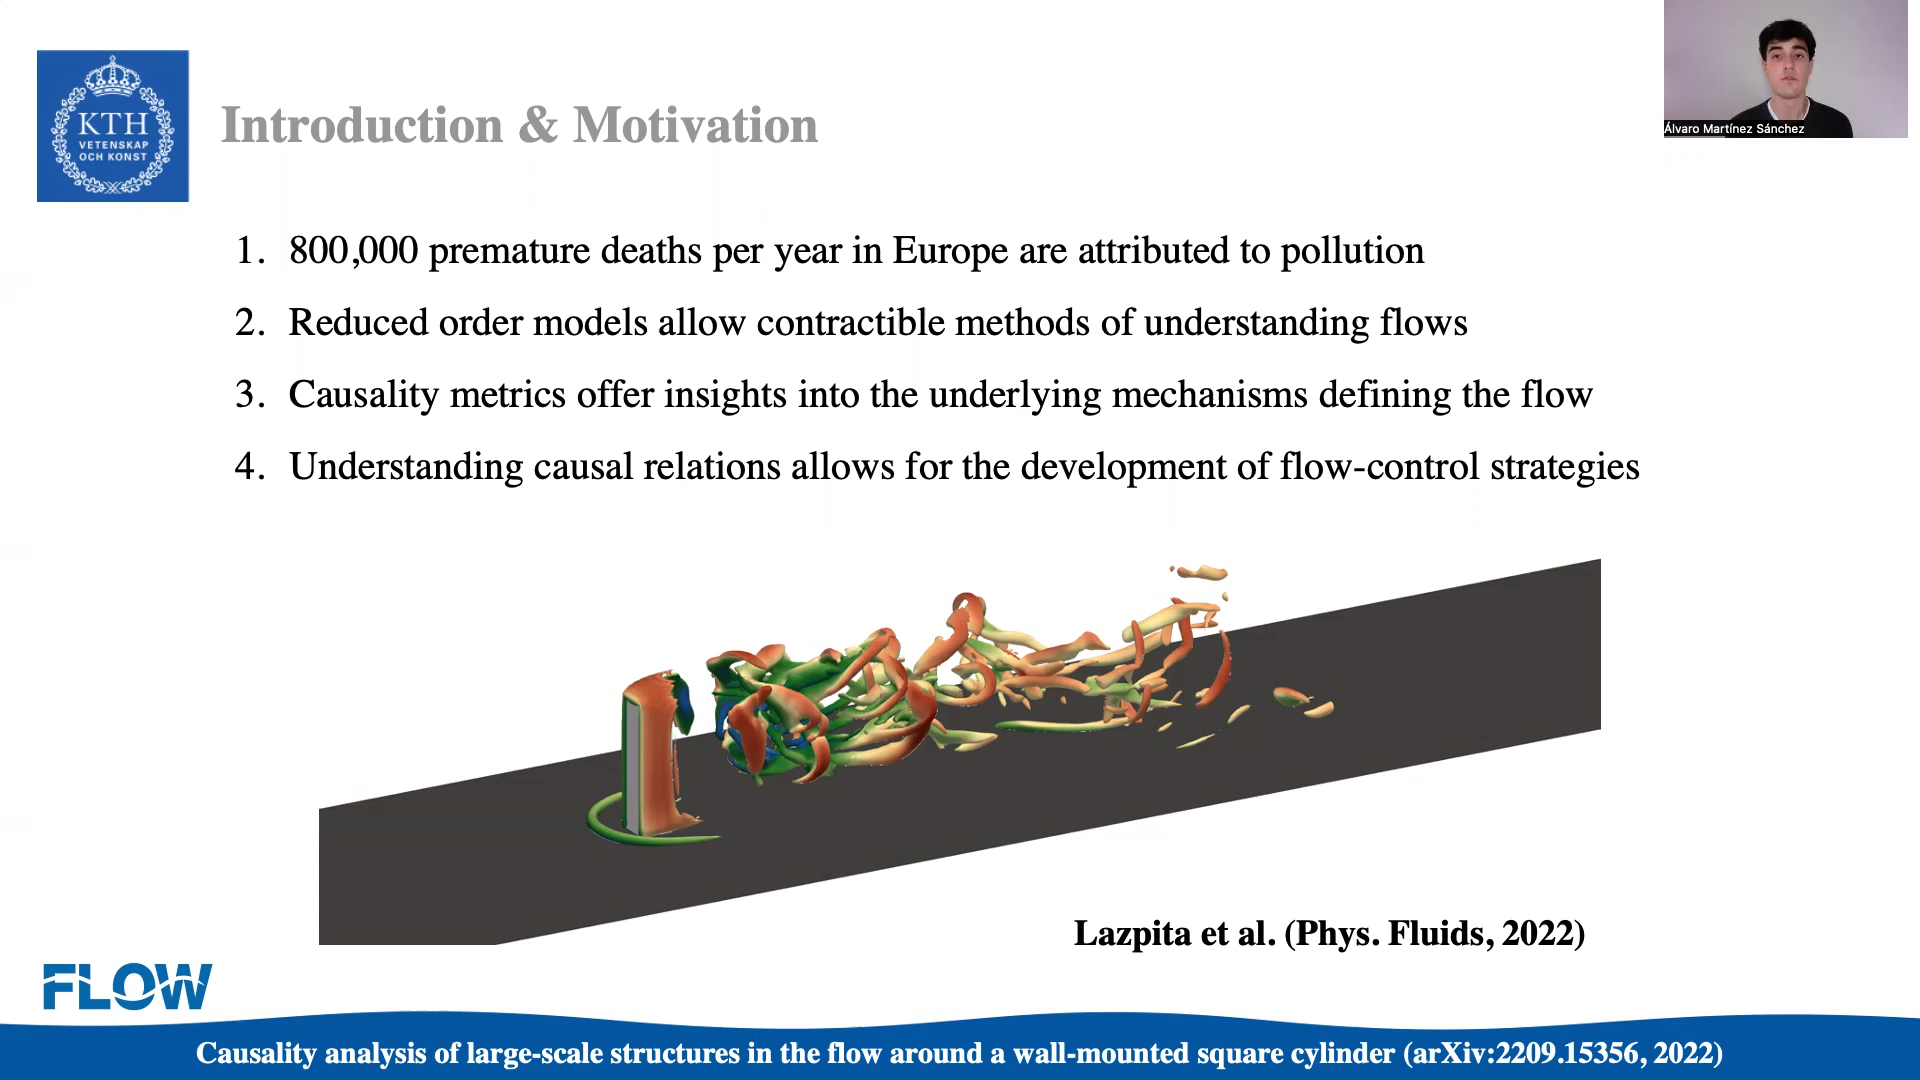 KTH
VETENSKAP
OCH KONST
Introduction & Motivation
Álvaro Martínez Sánchez
1. 800,000 premature deaths per year in Europe are attributed to pollution
2. Reduced order models allow contractible methods of understanding flows
3. Causality metrics offer insights into the underlying mechanisms defining the flow
4. Understanding causal relations allows for the development of flow-control strategies
Lazpita et al. (Phys. Fluids, 2022)
FLOW
Causality analysis of large-scale structures in the flow around a wall-mounted square cylinder (arXiv:2209.15356, 2022)